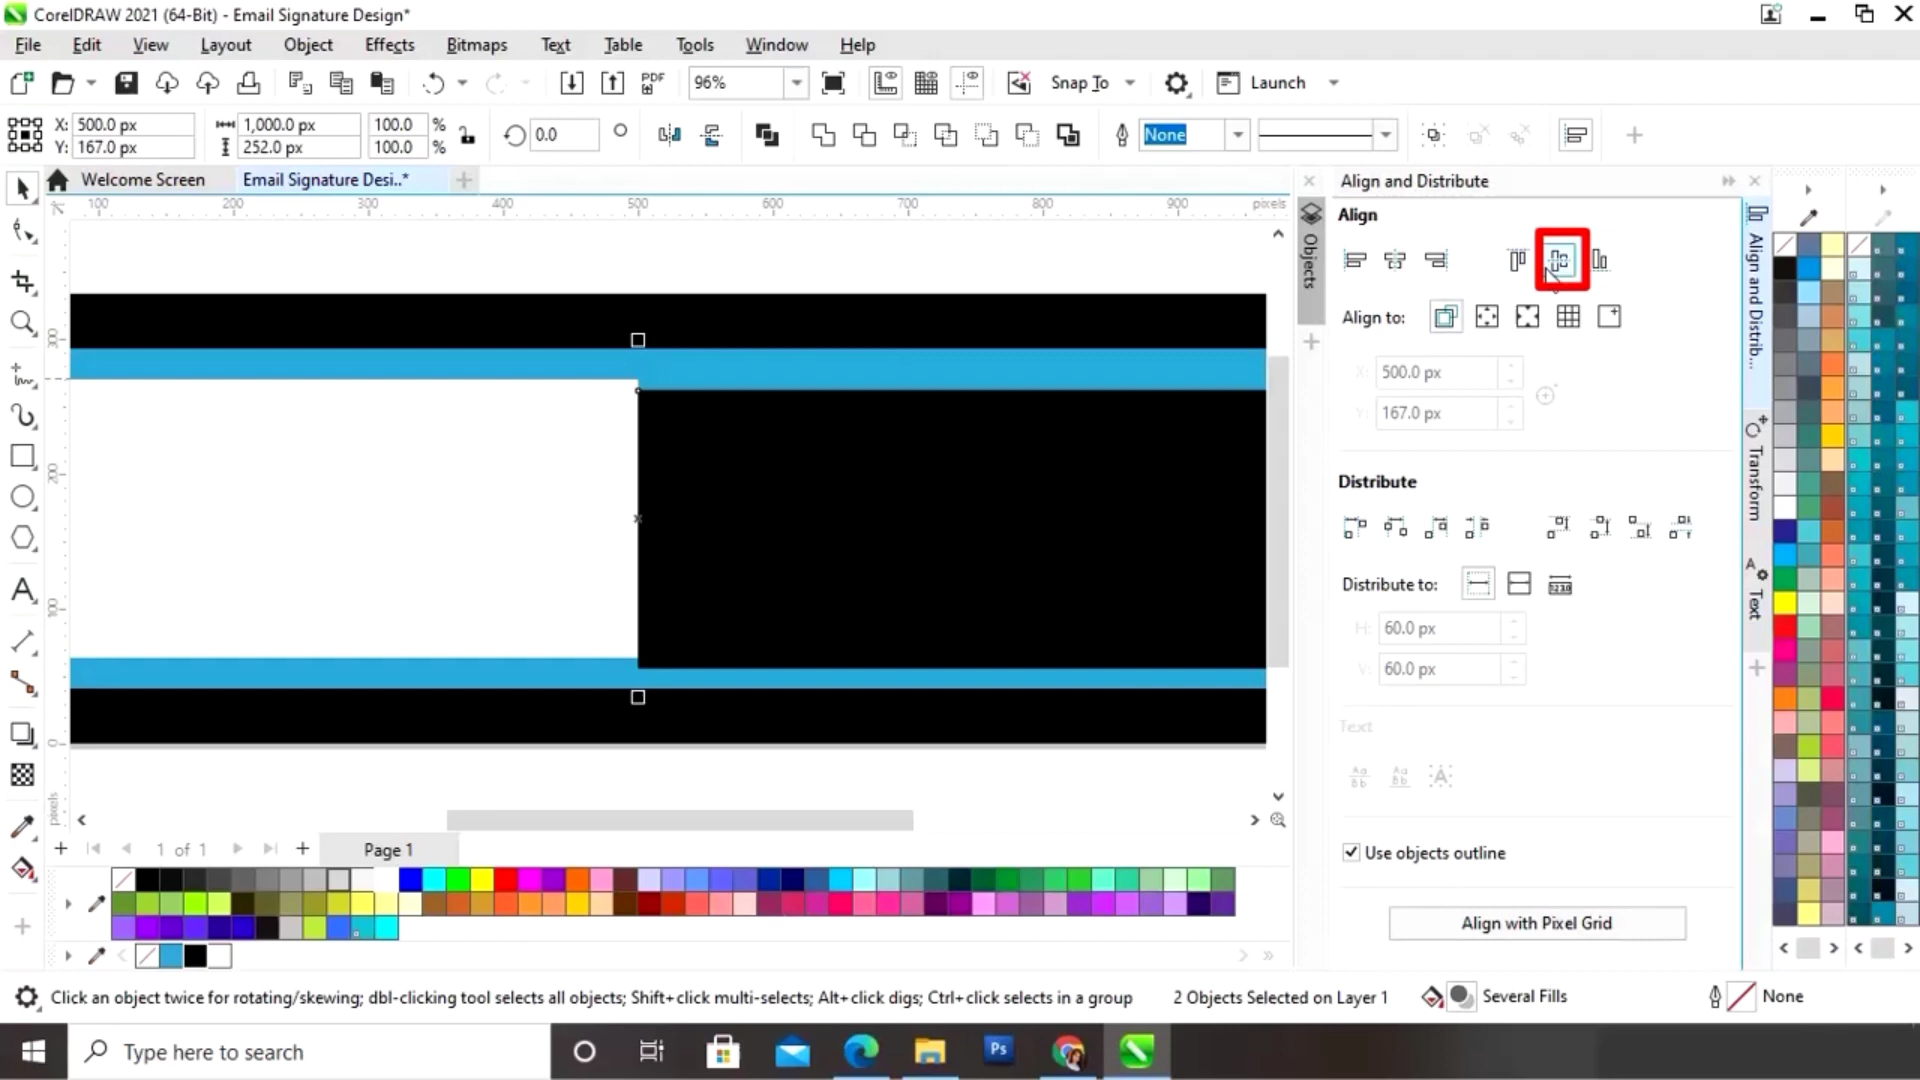 CorelDRAW 2021 (64-Bit) - Email Signature Design*
File Edit View Layout Object Effects Bitmaps Text Table Tools Window Help
PDF 96% Snap To Launch
X: 500.0 px 1,000.0 px 100.0 %
Y: 167.0 px 252.0 px 100.0 %
0.0 None
Welcome Screen Email Signature Desi..*
100 200 300 400 500 600 700 800 900 pixels
300
200
100
0
pixels
Objects
Align and Distribute
Align
Align to:
X: 500.0 px
Y: 167.0 px
Distribute
Distribute to:
H: 60.0 px
V: 60.0 px
Text
Use objects outline
Align with Pixel Grid
Align and Distrib...
Transform
Text
1 of 1 Page 1
Click an object twice for rotating/skewing; dbl-clicking tool selects all objects; Shift+click multi-selects; Alt+click digs; Ctrl+click selects in a group
2 Objects Selected on Layer 1 Several Fills None
Type here to search
Ps